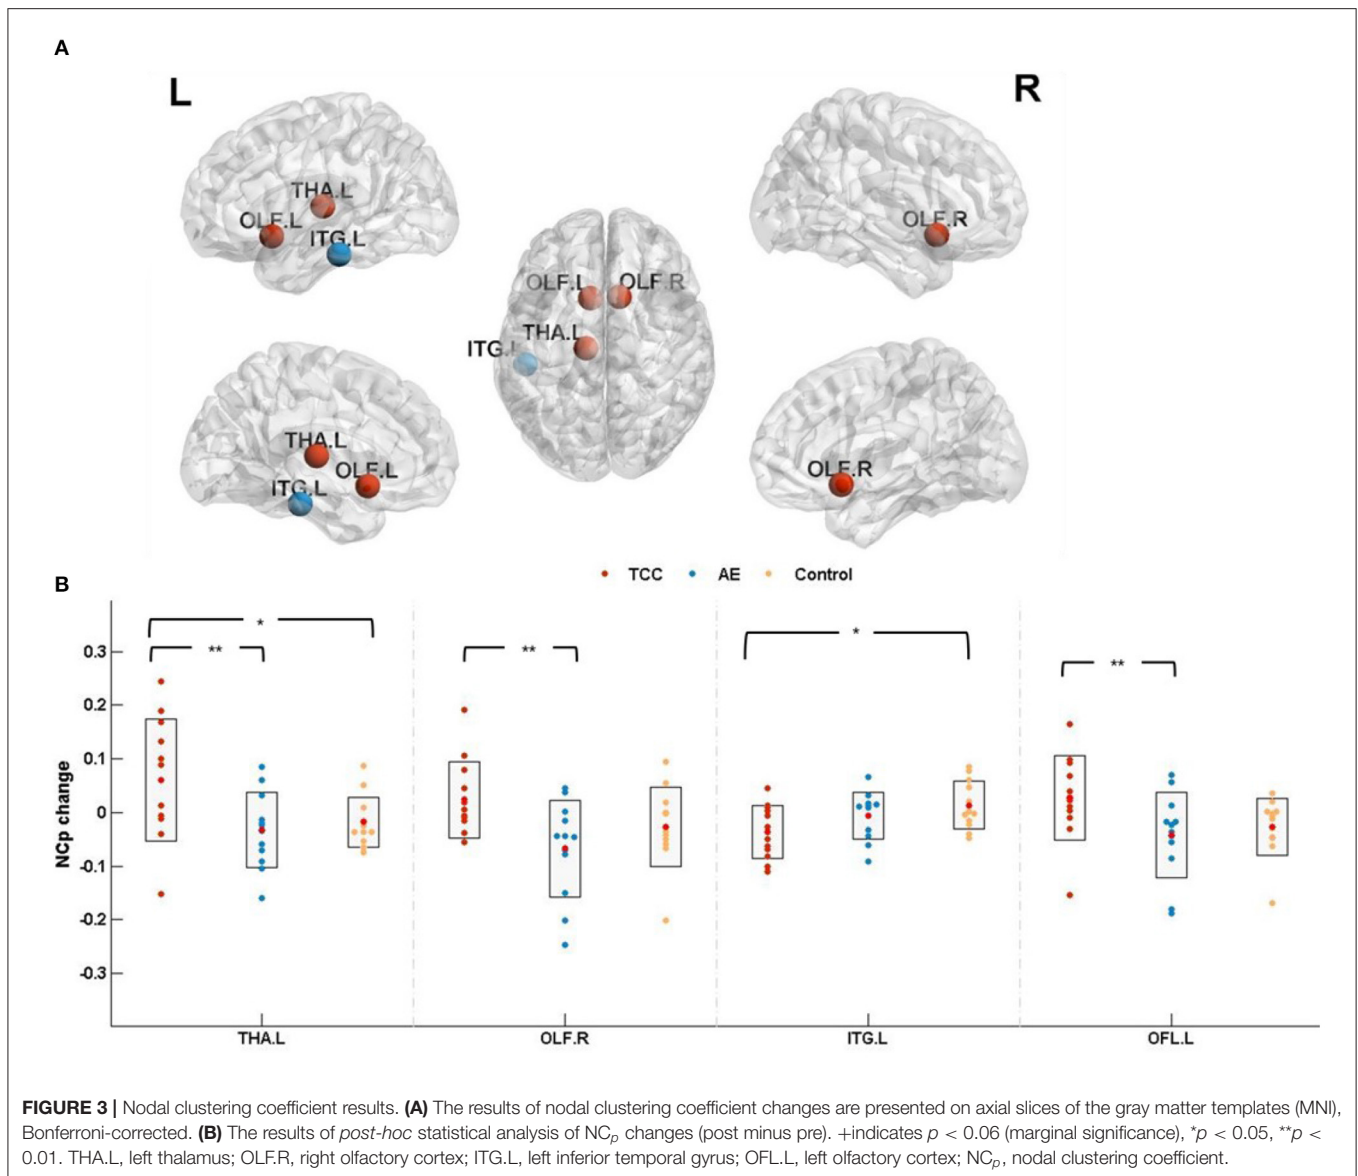 A
L
R
THA.L
OLF.L
ITG.L
OLF.R
OLF.L
OLF.R
THA.L
ITG.L
THA.L
OLF.L
ITG.L
OLF.R
B
TCC AE Control
*
**
**
*
**
NCp change
0.3
0.2
0.1
0
-0.1
-0.2
-0.3
THA.L OLF.R ITG.L OFL.L
FIGURE 3 | Nodal clustering coefficient results. (A) The results of nodal clustering coefficient changes are presented on axial slices of the gray matter templates (MNI),
Bonferroni-corrected. (B) The results of post-hoc statistical analysis of NCp changes (post minus pre). +indicates p < 0.06 (marginal significance), *p < 0.05, **p <
0.01. THA.L, left thalamus; OLF.R, right olfactory cortex; ITG.L, left inferior temporal gyrus; OFL.L, left olfactory cortex; NCp, nodal clustering coefficient.